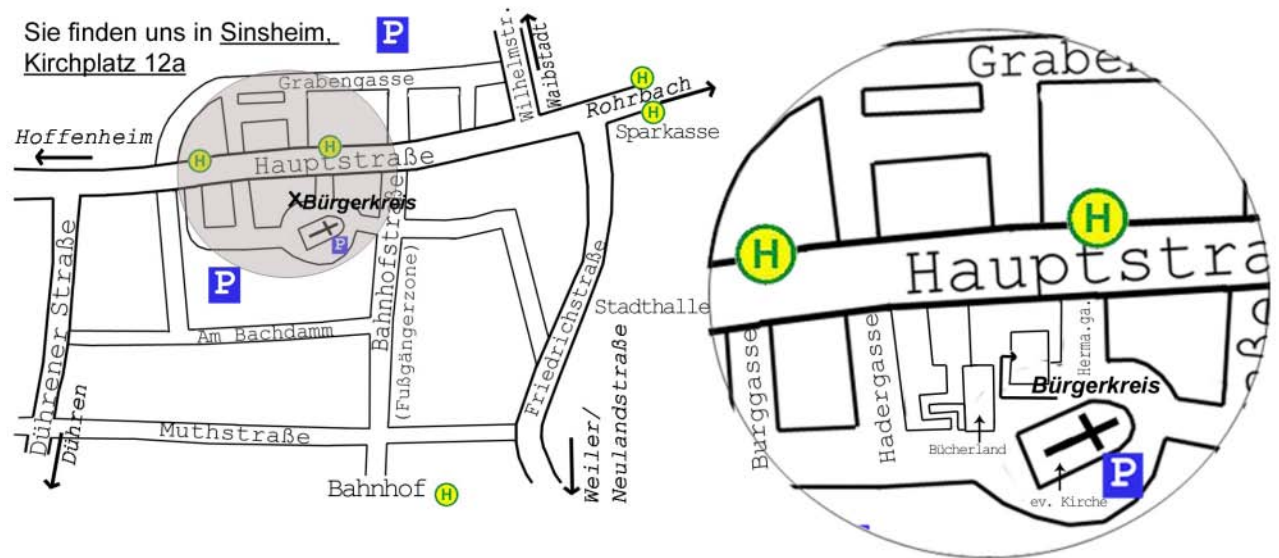 Sie finden uns in Sinsheim,
Kirchplatz 12a
P
Wilhelmstr.
Waibstadt
Grabengasse
H
Rohrbach
H
Sparkasse
Hoffenheim
H
H
Hauptstraße
Bürgerkreis
P
P
Dührener Straße
Bahnhofstraße
(Fußgängerzone)
Friedrichstraße
Stadthalle
Am Bachdamm
Muthstraße
Dühren
Weiler/
Neulandstraße
Bahnhof H
Graben
H
H
Hauptstra
Burggasse
Hadergasse
Herma.ga.
Bürgerkreis
Bücherland
P
ev. Kirche